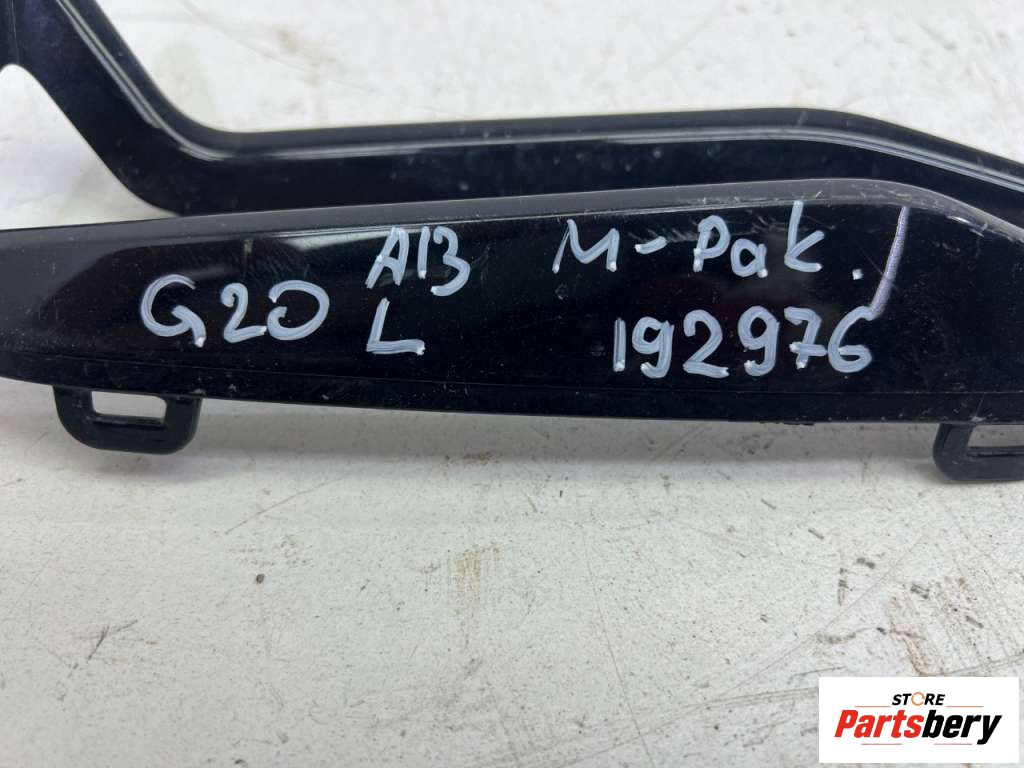 G20 A13 M-Pak.
L 192976
STORE
Partsbery